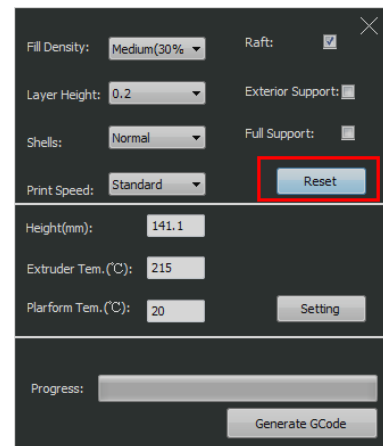 Fill Density: Medium(30% Raft:
Layer Height: 0.2 Exterior Support:
Shells: Normal Full Support:
Print Speed: Standard Reset
Height(mm): 141.1
Extruder Tem.(℃): 215
Plarform Tem.(℃): 20 Setting
Progress:
Generate GCode